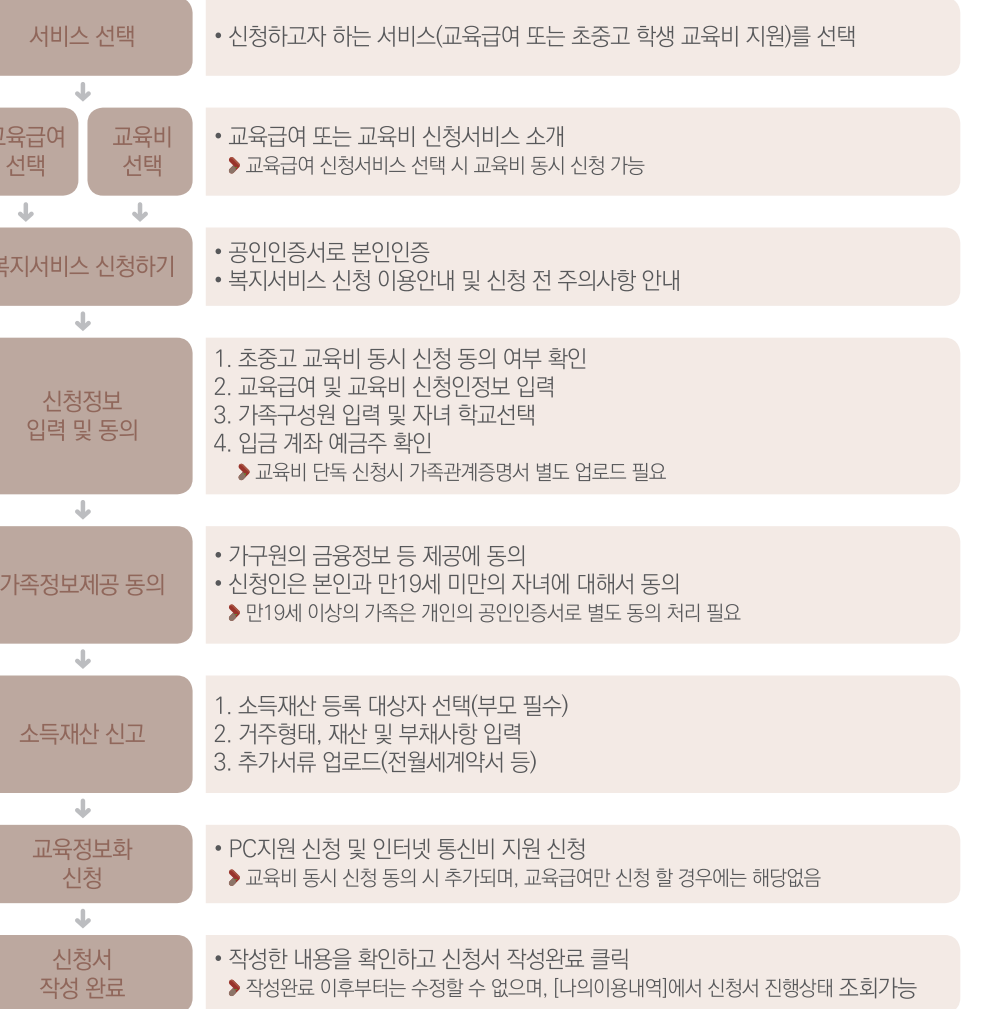 서비스 선택
• 신청하고자 하는 서비스(교육급여 또는 초중고 학생 교육비 지원)를 선택
교육급여 선택
교육비 선택
• 교육급여 또는 교육비 신청서비스 소개
교육급여 신청서비스 선택 시 교육비 동시 신청 가능
복지서비스 신청하기
• 공인인증서로 본인인증
• 복지서비스 신청 이용안내 및 신청 전 주의사항 안내
신청정보
입력 및 동의
1. 초중고 교육비 동시 신청 동의 여부 확인
2. 교육급여 및 교육비 신청인정보 입력
3. 가족구성원 입력 및 자녀 학교선택
4. 입금 계좌 예금주 확인
교육비 단독 신청시 가족관계증명서 별도 업로드 필요
가족정보제공 동의
• 가구원의 금융정보 등 제공에 동의
• 신청인은 본인과 만19세 미만의 자녀에 대해서 동의
만19세 이상의 가족은 개인의 공인인증서로 별도 동의 처리 필요
소득재산 신고
1. 소득재산 등록 대상자 선택(부모 필수)
2. 거주형태, 재산 및 부채사항 입력
3. 추가서류 업로드(전월세계약서 등)
교육정보화
신청
• PC지원 신청 및 인터넷 통신비 지원 신청
교육비 동시 신청 동의 시 추가되며, 교육급여만 신청 할 경우에는 해당없음
신청서
작성 완료
• 작성한 내용을 확인하고 신청서 작성완료 클릭
작성완료 이후부터는 수정할 수 없으며, [나의이용내역]에서 신청서 진행상태 조회가능